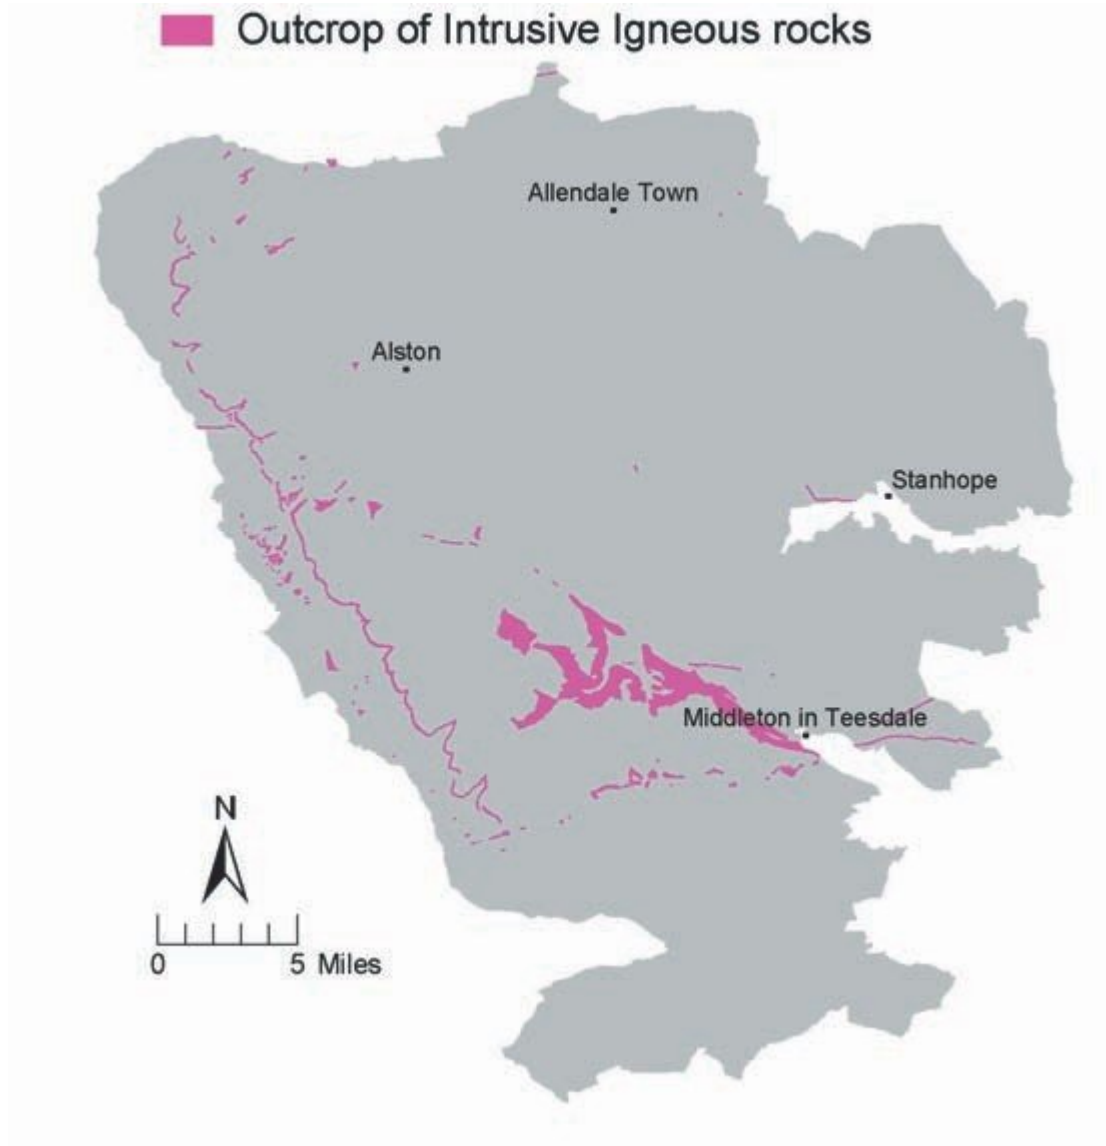 Outcrop of Intrusive Igneous rocks
Allendale Town
Alston
Stanhope
Middleton in Teesdale
N
0 5 Miles